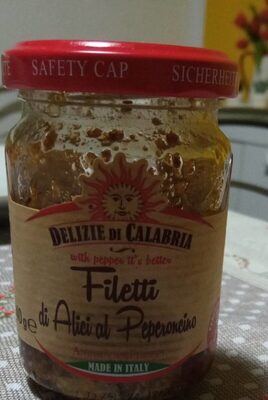 SAFETY CAP
SICHERHEIT
DELIZIE DI CALABRIA
with pepper it's better
Filetti
di Alici al Peperoncino
MADE IN ITALY